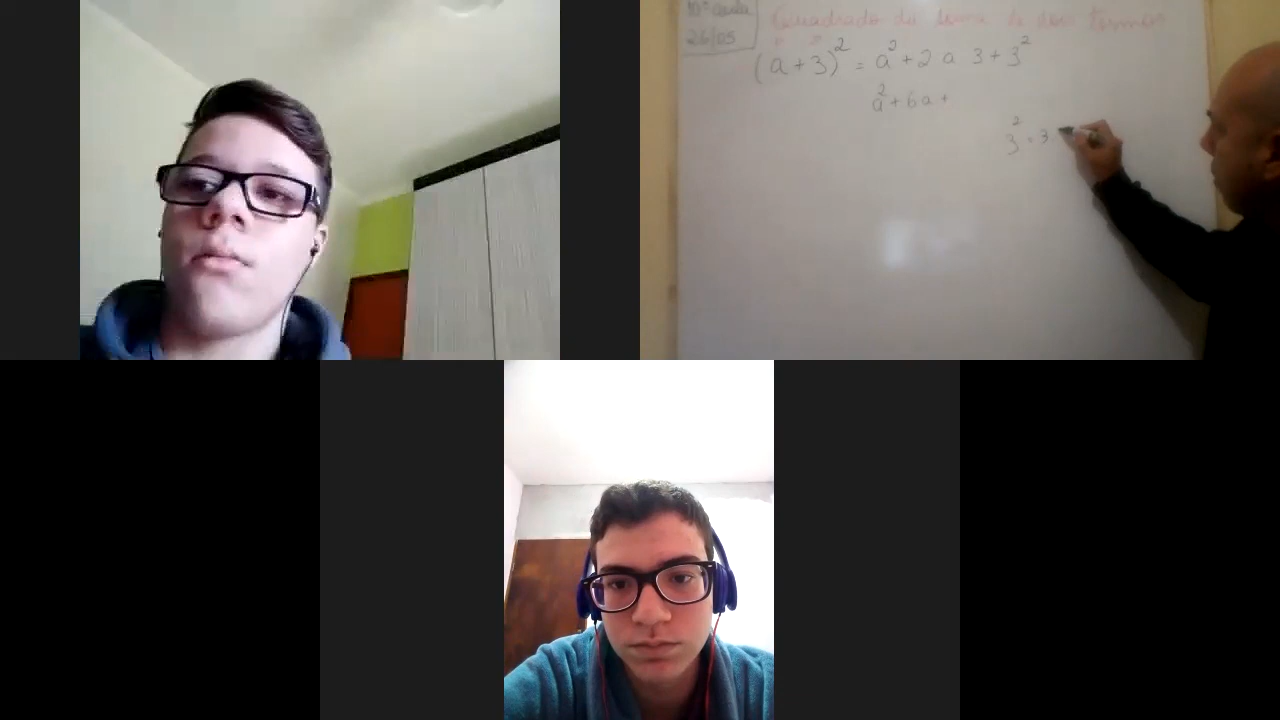 10ª aula
26/05
Quadrado da soma de dois termos
(a + 3)² = a² + 2 a 3 + 3²
a² + 6a +
3² = 3